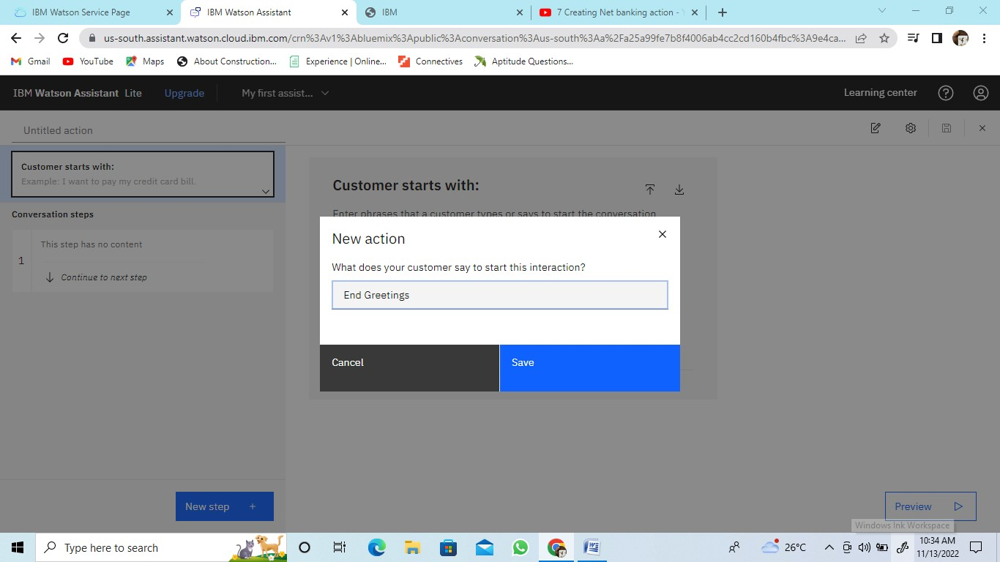 IBM Watson Service Page
IBM Watson Assistant
IBM
7 Creating Net banking action -
us-south.assistant.watson.cloud.ibm.com/crn%3Av1%3Abluemix%3Apublic%3Aconversation%3Aus-south%3Aa%2Fa25a99fe7b8f4006ab4cc2cd160b4fbc%3A9e4ca...
Gmail
YouTube
Maps
About Construction...
Experience | Online...
Connectives
Aptitude Questions...
IBM Watson Assistant Lite
Upgrade
My first assist...
Learning center
Untitled action
Customer starts with:
Example: I want to pay my credit card bill.
Conversation steps
1
This step has no content
Continue to next step
New step +
Customer starts with:
Enter phrases that a customer types or says to start the conversation
New action
What does your customer say to start this interaction?
End Greetings
Cancel
Save
Preview
Windows Ink Workspace
Type here to search
26°C
10:34 AM
11/13/2022